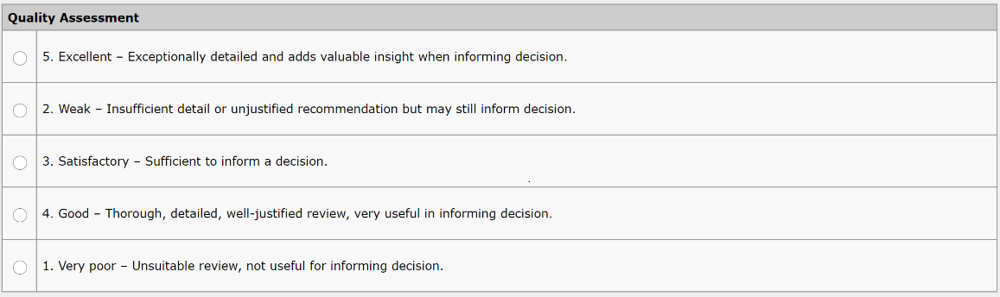 Quality Assessment
5. Excellent – Exceptionally detailed and adds valuable insight when informing decision.
2. Weak – Insufficient detail or unjustified recommendation but may still inform decision.
3. Satisfactory – Sufficient to inform a decision.
4. Good – Thorough, detailed, well-justified review, very useful in informing decision.
1. Very poor – Unsuitable review, not useful for informing decision.